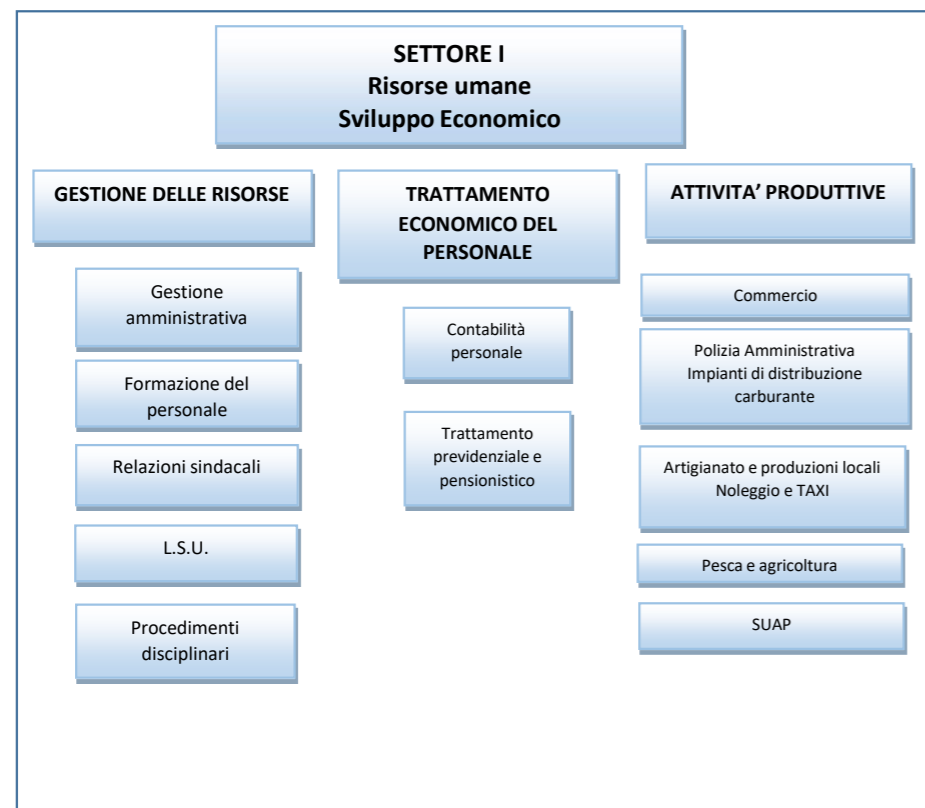 SETTORE I
Risorse umane
Sviluppo Economico
GESTIONE DELLE RISORSE
Gestione
amministrativa
Formazione del
personale
Relazioni sindacali
L.S.U.
Procedimenti
disciplinari
TRATTAMENTO
ECONOMICO DEL
PERSONALE
Contabilità
personale
Trattamento
previdenziale e
pensionistico
ATTIVITA’ PRODUTTIVE
Commercio
Polizia Amministrativa
Impianti di distribuzione
carburante
Artigianato e produzioni locali
Noleggio e TAXI
Pesca e agricoltura
SUAP